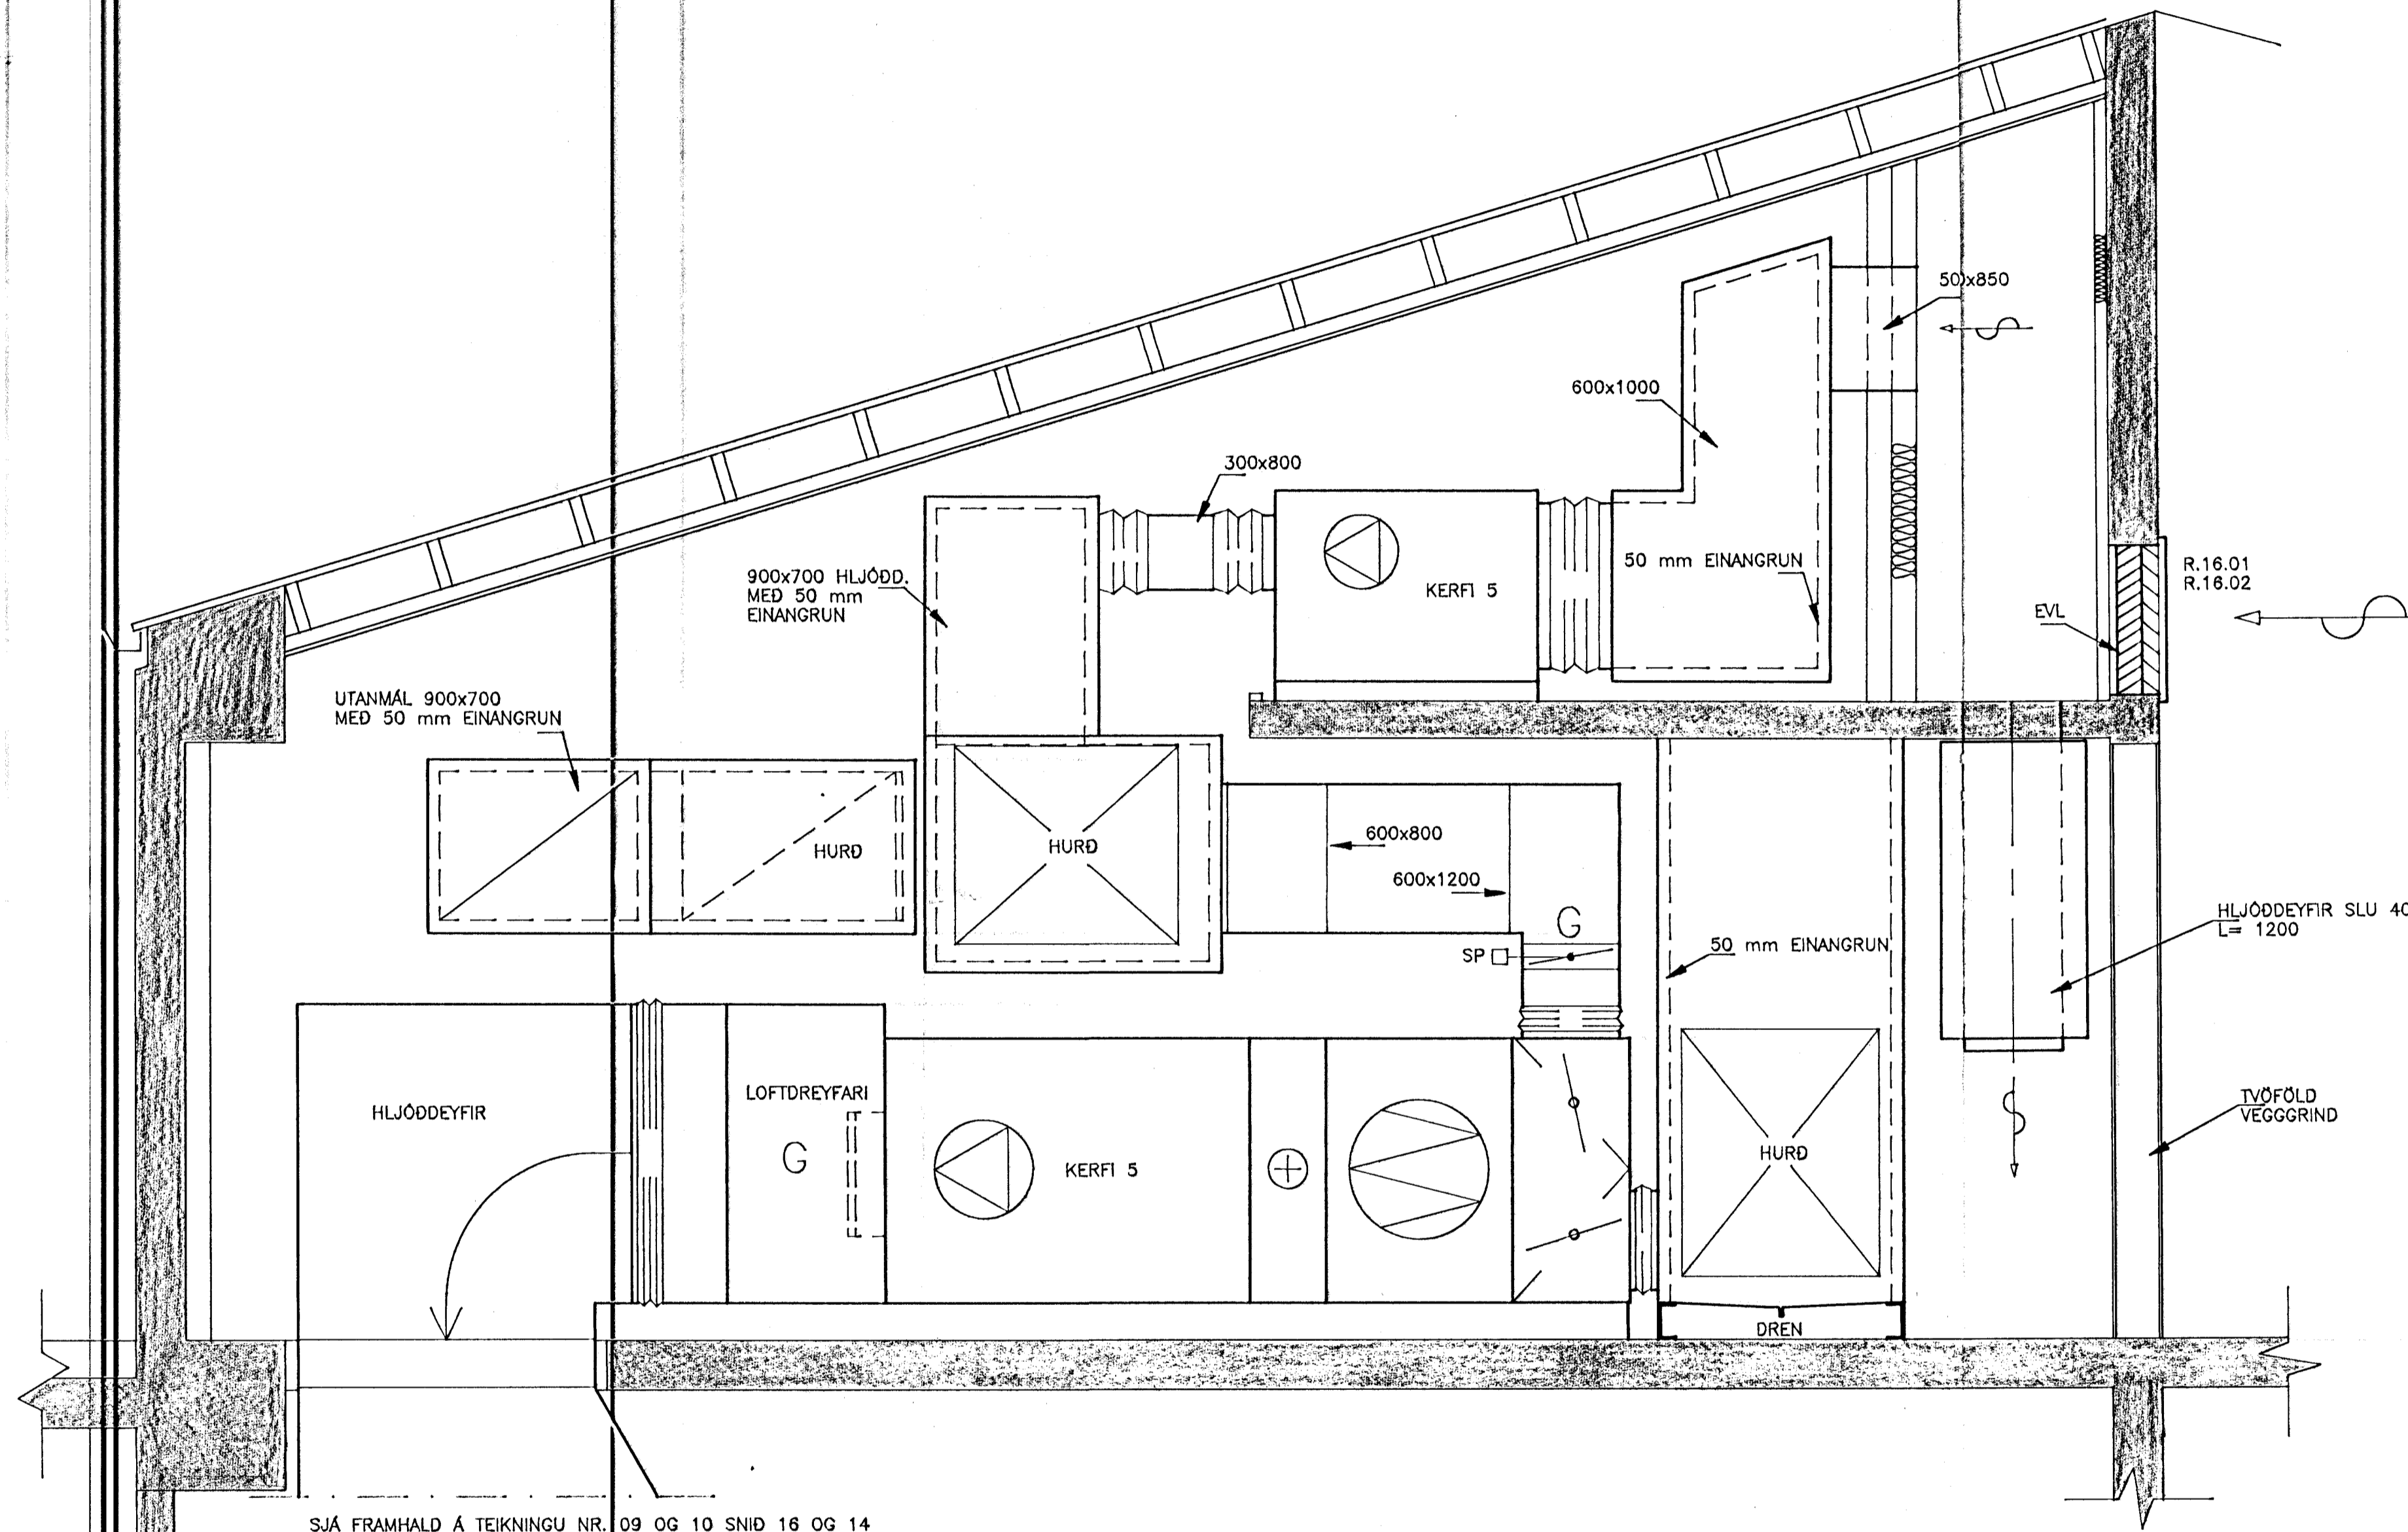 50x850
600x1000
300x800
50 mm EINANGRUN
KERFI 5
R.16.01
R.16.02
EVL
900x700 HLJÓÐD.
MEÐ 50 mm
EINANGRUN
UTANMÁL 900x700
MEÐ 50 mm EINANGRUN
HURÐ
HURÐ
600x800
600x1200
G
SP
50 mm EINANGRUN
HLJÓÐDEYFIR SLU
L= 1200
HLJÓÐDEYFIR
LOFTDREYFARI
G
KERFI 5
HURÐ
TVÖFÖLD
VEGGGRIND
DREN
SJÁ FRAMHALD Á TEIKNINGU NR. 09 OG 10 SNIÐ 16 OG 14